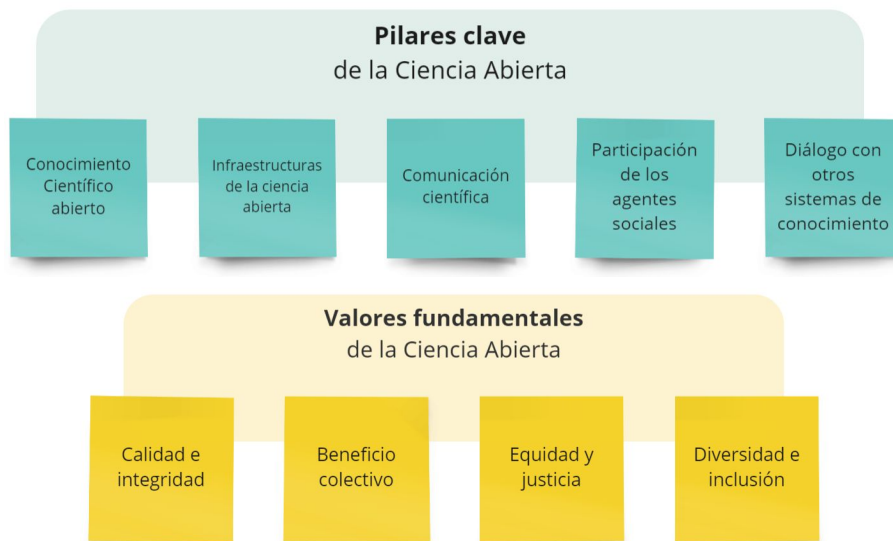 Pilares clave
de la Ciencia Abierta
Conocimiento
Científico
abierto
Infraestructuras
de la ciencia
abierta
Comunicación
científica
Participación
de los
agentes
sociales
Diálogo con
otros
sistemas de
conocimiento
Valores fundamentales
de la Ciencia Abierta
Calidad e
integridad
Beneficio
colectivo
Equidad y
justicia
Diversidad e
inclusión